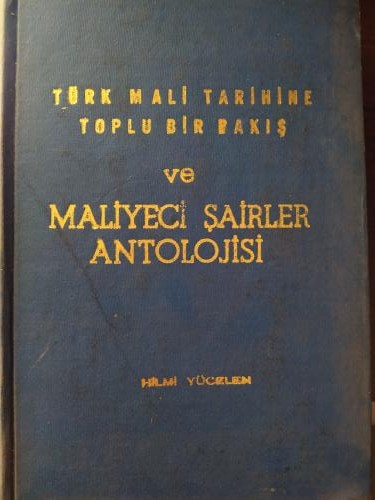 TÜRK MALİ TARİHİNE
TOPLU BİR BAKIŞ
ve
MALİYECİ ŞAİRLER
ANTOLOJİSİ
HİLMİ YÜCELEN